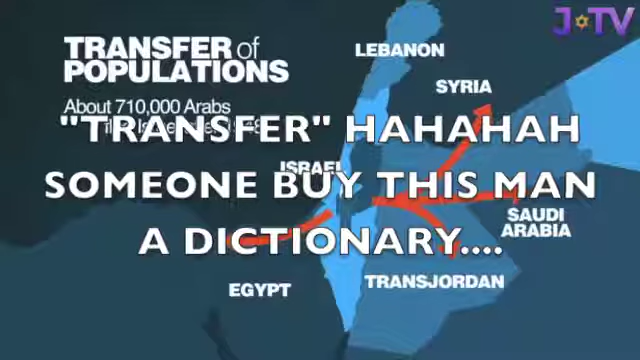 J✡TV
TRANSFER of
POPULATIONS
About 710,000 Arabs
"TRANSFER" HAHAHAH
SOMEONE BUY THIS MAN
A DICTIONARY....
LEBANON
SYRIA
ISRAEL
SAUDI
ARABIA
TRANSJORDAN
EGYPT